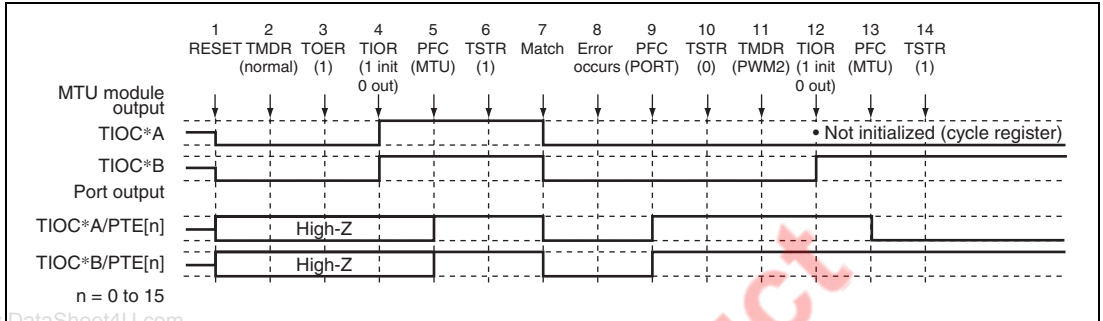 1 2 3 4 5 6 7 8 9 10 11 12 13 14
RESET TMDR TOER TIOR PFC TSTR Match Error PFC TSTR TMDR TIOR PFC TSTR
(normal) (1) (1 init (MTU) (1) occurs (PORT) (0) (PWM2) (1 init (MTU) (1)
0 out) 0 out)
MTU module
output
TIOC*A
• Not initialized (cycle register)
TIOC*B
Port output
TIOC*A/PTE[n]
High-Z
TIOC*B/PTE[n]
High-Z
n = 0 to 15
DataSheet4U.com